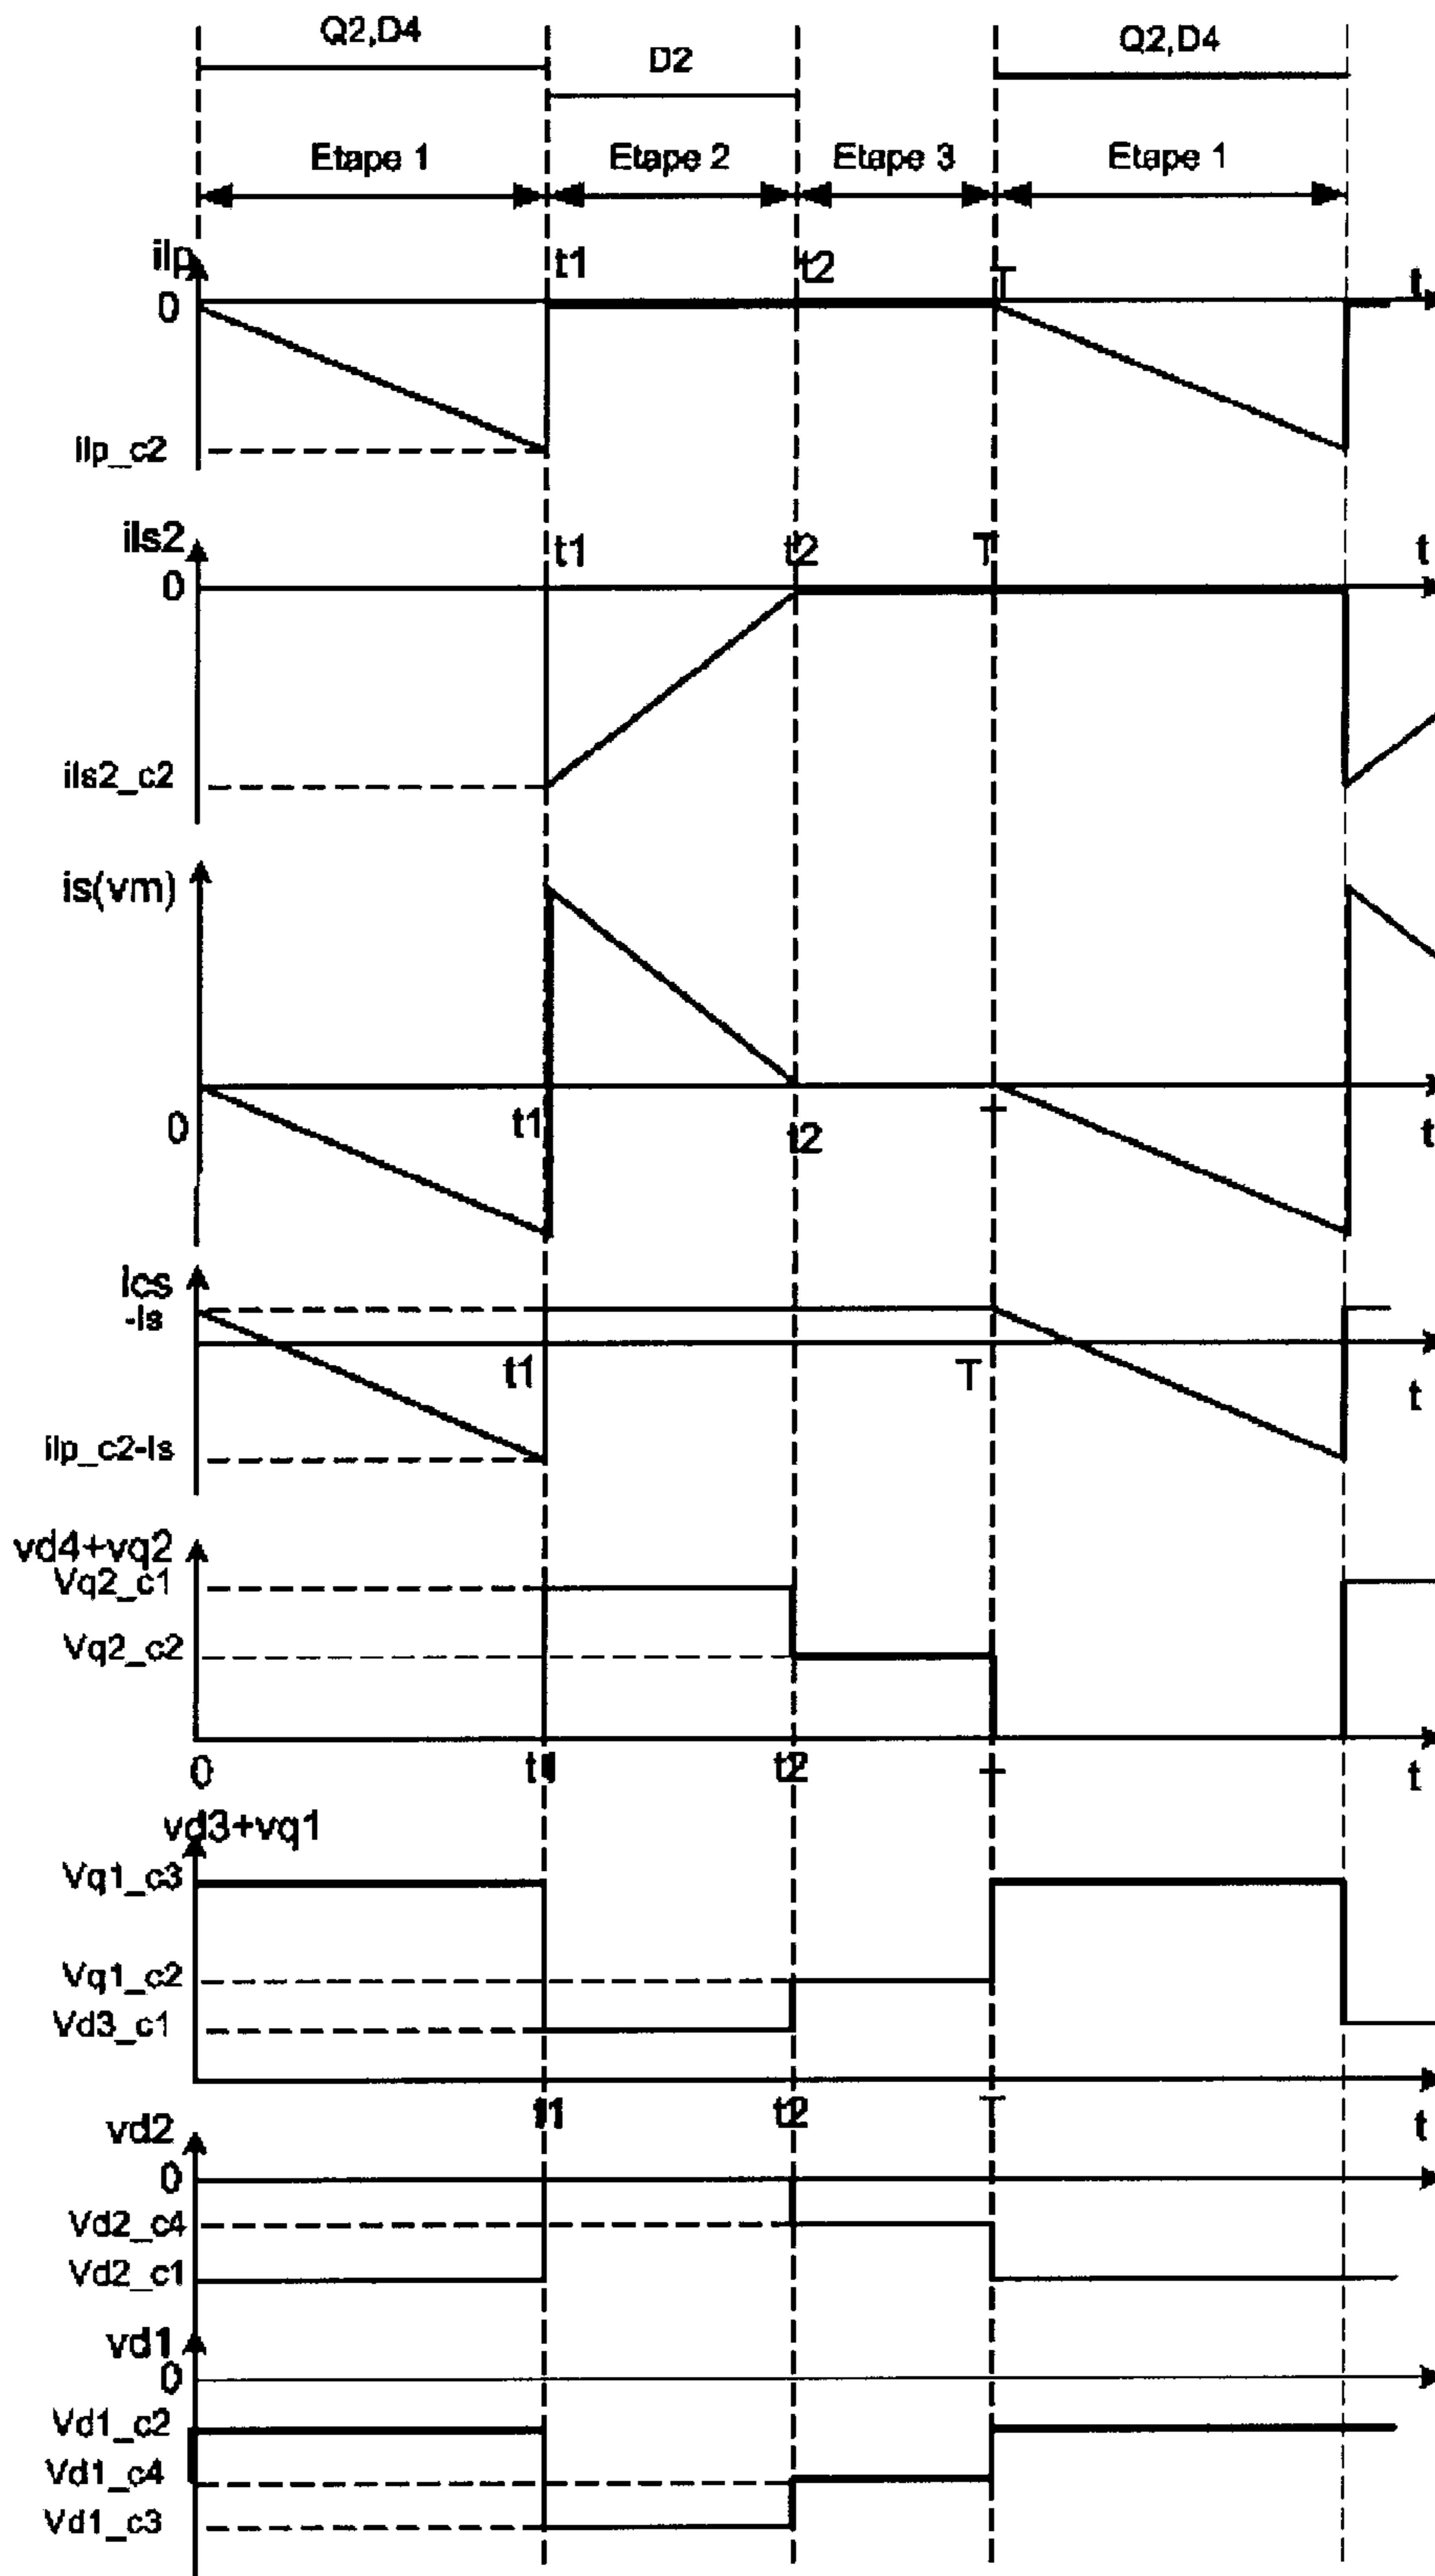 Q2,D4
D2
Q2,D4
Etape 1
Etape 2
Etape 3
Etape 1
ilp
t1
t2
T
t
0
ilp_c2
ils2
t1
t2
T
t
0
ils2_c2
is(vm)
0
t1
t2
T
t
Ics
-Is
t1
T
t
ilp_c2-Is
vd4+vq2
Vq2_c1
Vq2_c2
0
t1
t2
T
t
vd3+vq1
Vq1_c3
Vq1_c2
Vd3_c1
t1
t2
T
t
vd2
0
Vd2_c4
Vd2_c1
vd1
0
Vd1_c2
Vd1_c4
Vd1_c3